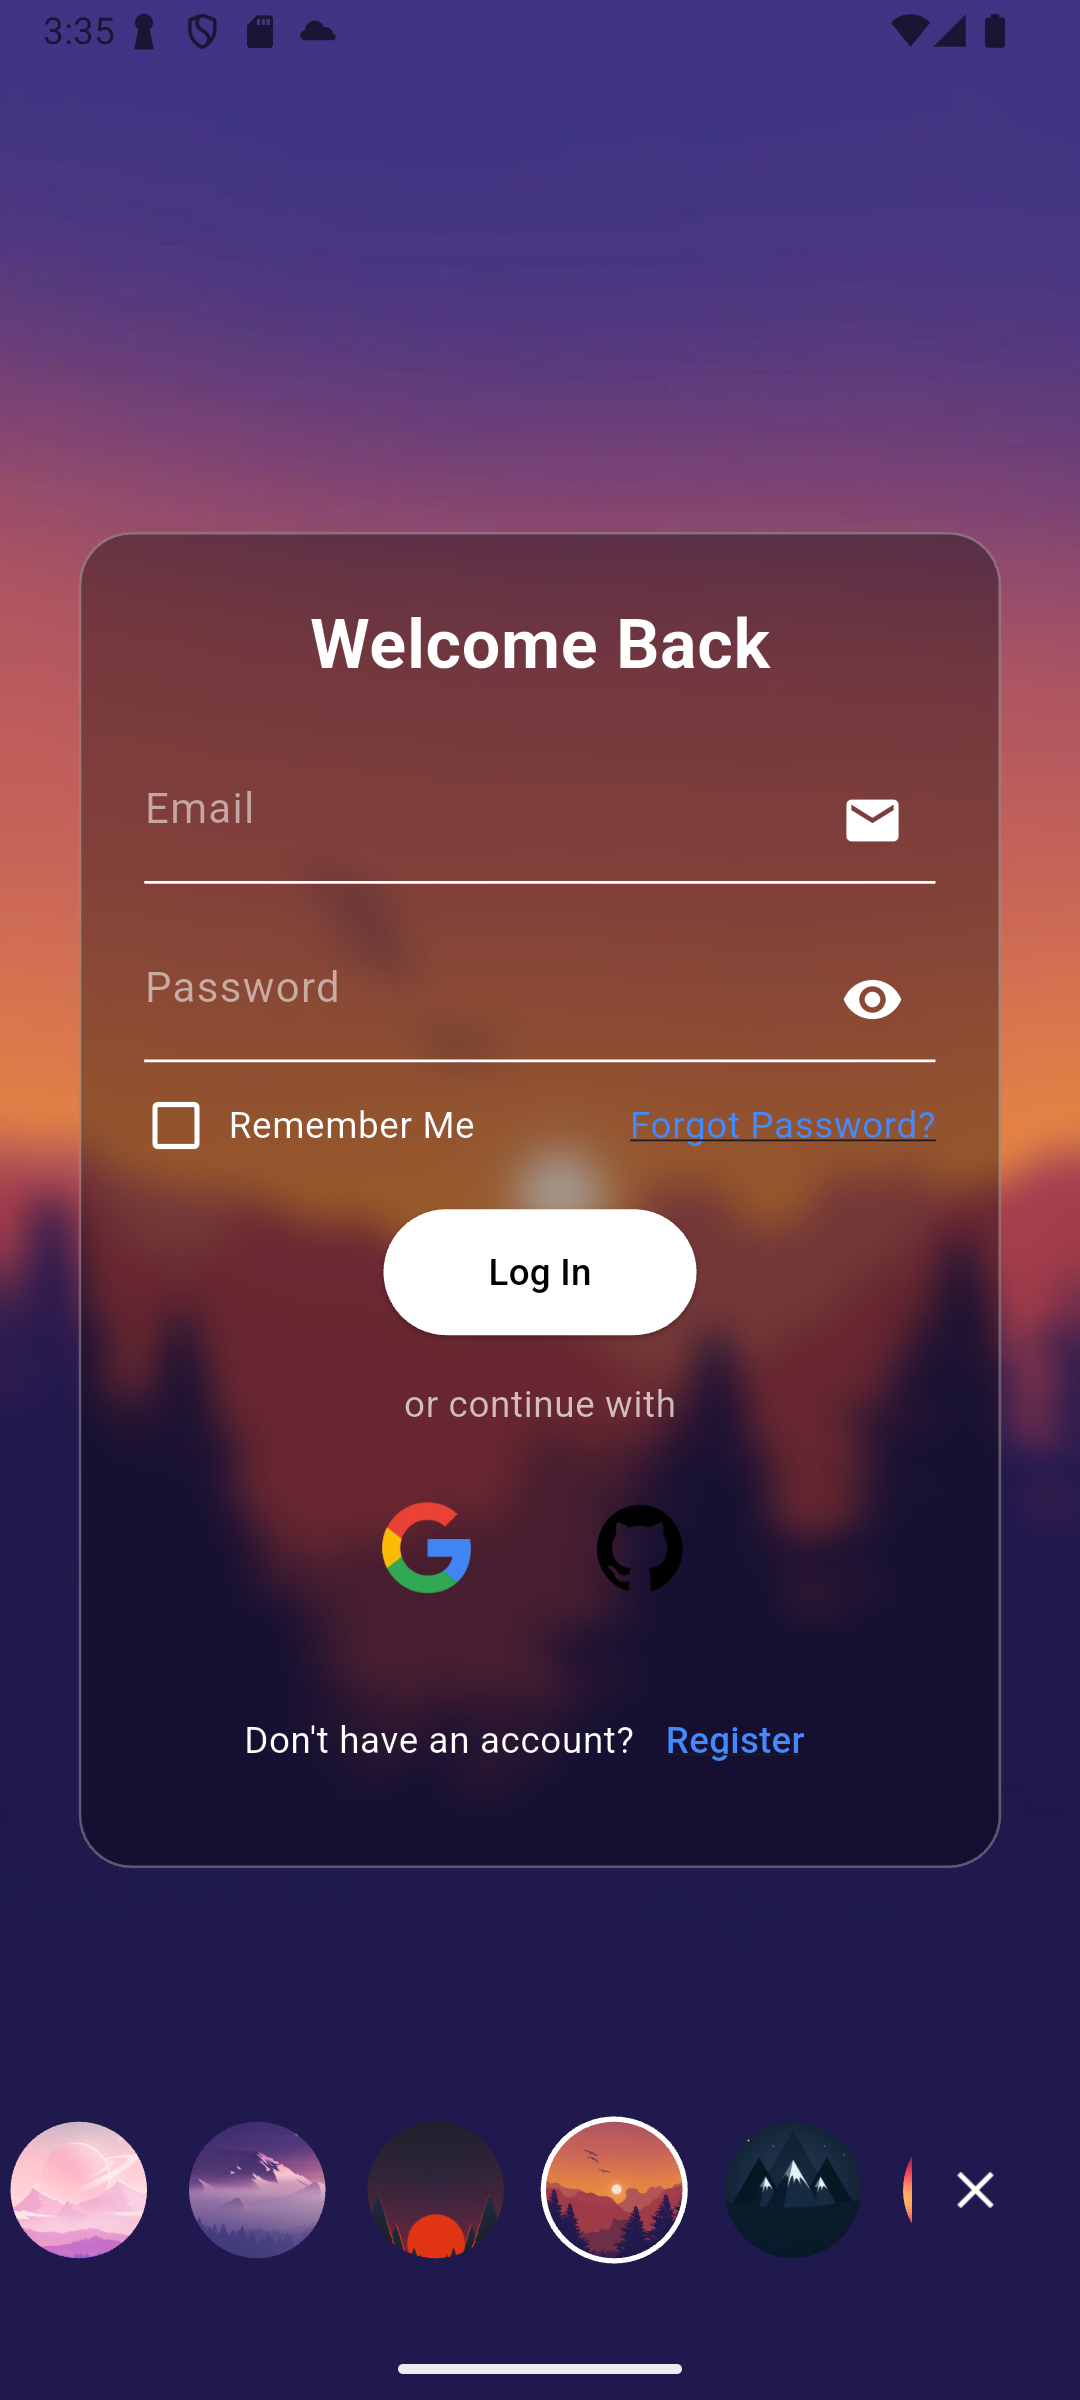 3:35
Welcome Back
Email
Password
Remember Me
Forgot Password?
Log In
or continue with
Don't have an account? Register